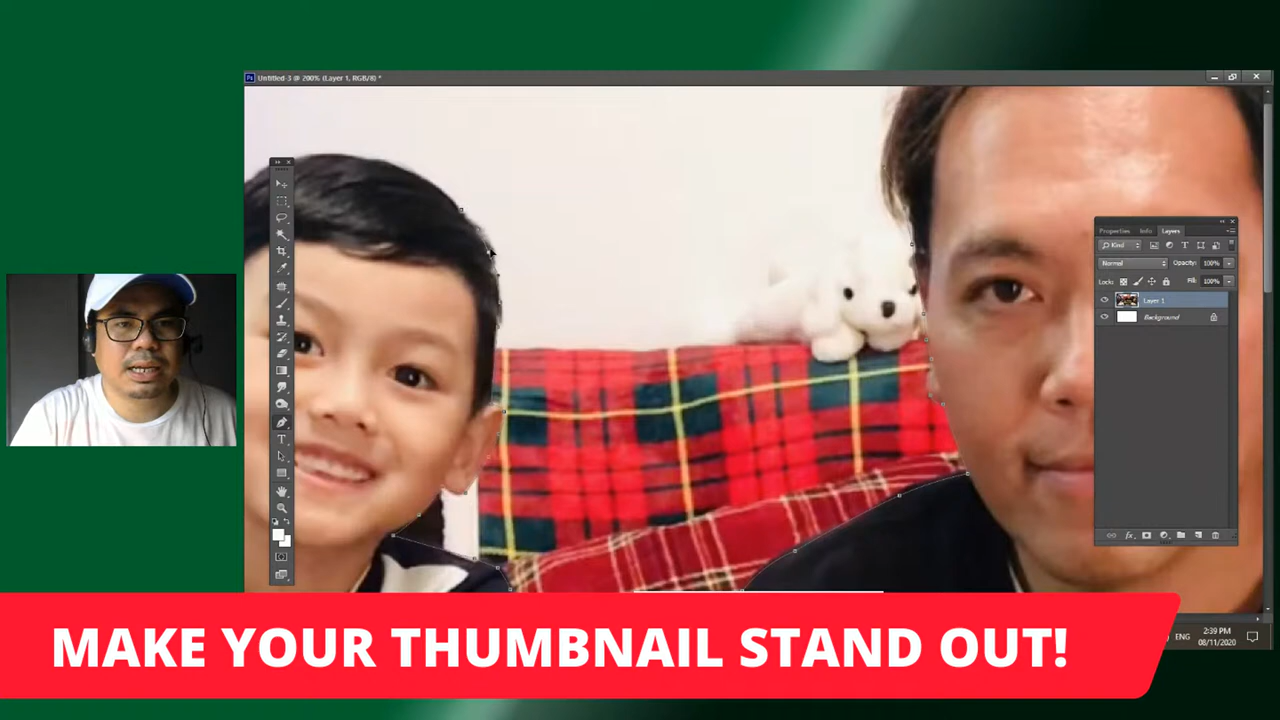 Untitled-3 @ 200% (Layer 1, RGB/8) *
Properties Info Layers
Kind
Normal Opacity: 100%
Lock: Fill: 100%
Layer 1
Background
fx
ENG 2:39 PM
08/11/2020
MAKE YOUR THUMBNAIL STAND OUT!